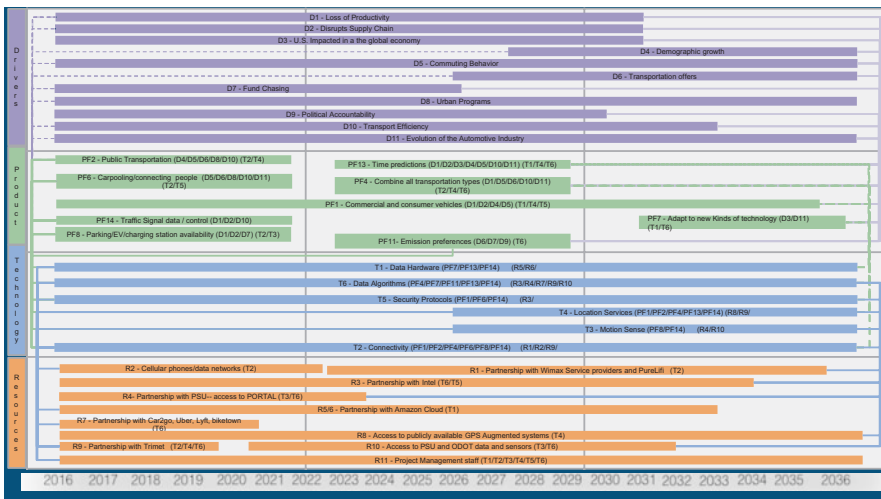 Drivers
D1 - Loss of Productivity
D2 - Disrupts Supply Chain
D3 - U.S. Impacted in a the global economy
D4 - Demographic growth
D5 - Commuting Behavior
D6 - Transportation offers
D7 - Fund Chasing
D8 - Urban Programs
D9 - Political Accountability
D10 - Transport Efficiency
D11 - Evolution of the Automotive Industry
Product
PF2 - Public Transportation (D4/D5/D6/D8/D10) (T2/T4)
PF13 - Time predictions (D1/D2/D3/D4/D5/D10/D11) (T1/T4/T6)
PF6 - Carpooling/connecting people (D5/D6/D8/D10/D11)
(T2/T5)
PF4 - Combine all transportation types (D1/D5/D6/D10/D11)
(T2/T4/T6)
PF1 - Commercial and consumer vehicles (D1/D2/D4/D5) (T1/T4/T5)
PF14 - Traffic Signal data / control (D1/D2/D10)
PF7 - Adapt to new Kinds of technology (D3/D11)
(T1/T6)
PF8 - Parking/EV/charging station availability (D1/D2/D7) (T2/T3)
PF11- Emission preferences (D6/D7/D9) (T6)
Technology
T1 - Data Hardware (PF7/PF13/PF14) (R5/R6/
T6 - Data Algorithms (PF4/PF7/PF11/PF13/PF14) (R3/R4/R7/R9/R10
T5 - Security Protocols (PF1/PF6/PF14) (R3/
T4 - Location Services (PF1/PF2/PF4/PF13/PF14) (R8/R9/
T3 - Motion Sense (PF8/PF14) (R4/R10
T2 - Connectivity (PF1/PF2/PF4/PF6/PF8/PF14) (R1/R2/R9/
Resources
R2 - Cellular phones/data networks (T2)
R1 - Partnership with Wimax Service providers and PureLifi (T2)
R3 - Partnership with Intel (T6/T5)
R4- Partnership with PSU-- access to PORTAL (T3/T6)
R5/6 - Partnership with Amazon Cloud (T1)
R7 - Partnership with Car2go, Uber, Lyft, biketown
(T6)
R8 - Access to publicly available GPS Augmented systems (T4)
R9 - Partnership with Trimet (T2/T4/T6)
R10 - Access to PSU and ODOT data and sensors (T3/T6)
R11 - Project Management staff (T1/T2/T3/T4/T5/T6)
2016 2017 2018 2019 2020 2021 2022 2023 2024 2025 2026 2027 2028 2029 2030 2031 2032 2033 2034 2035 2036